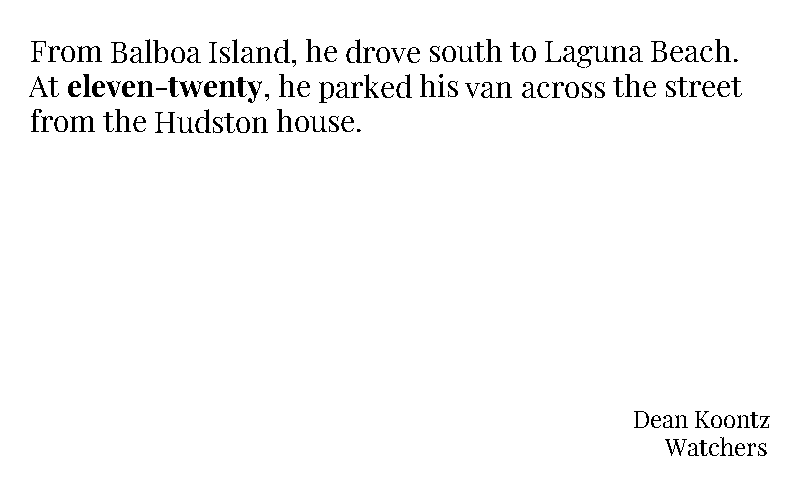 From Balboa Island, he drove south to Laguna Beach.
At eleven-twenty, he parked his van across the street
from the Hudston house.
Dean Koontz
Watchers